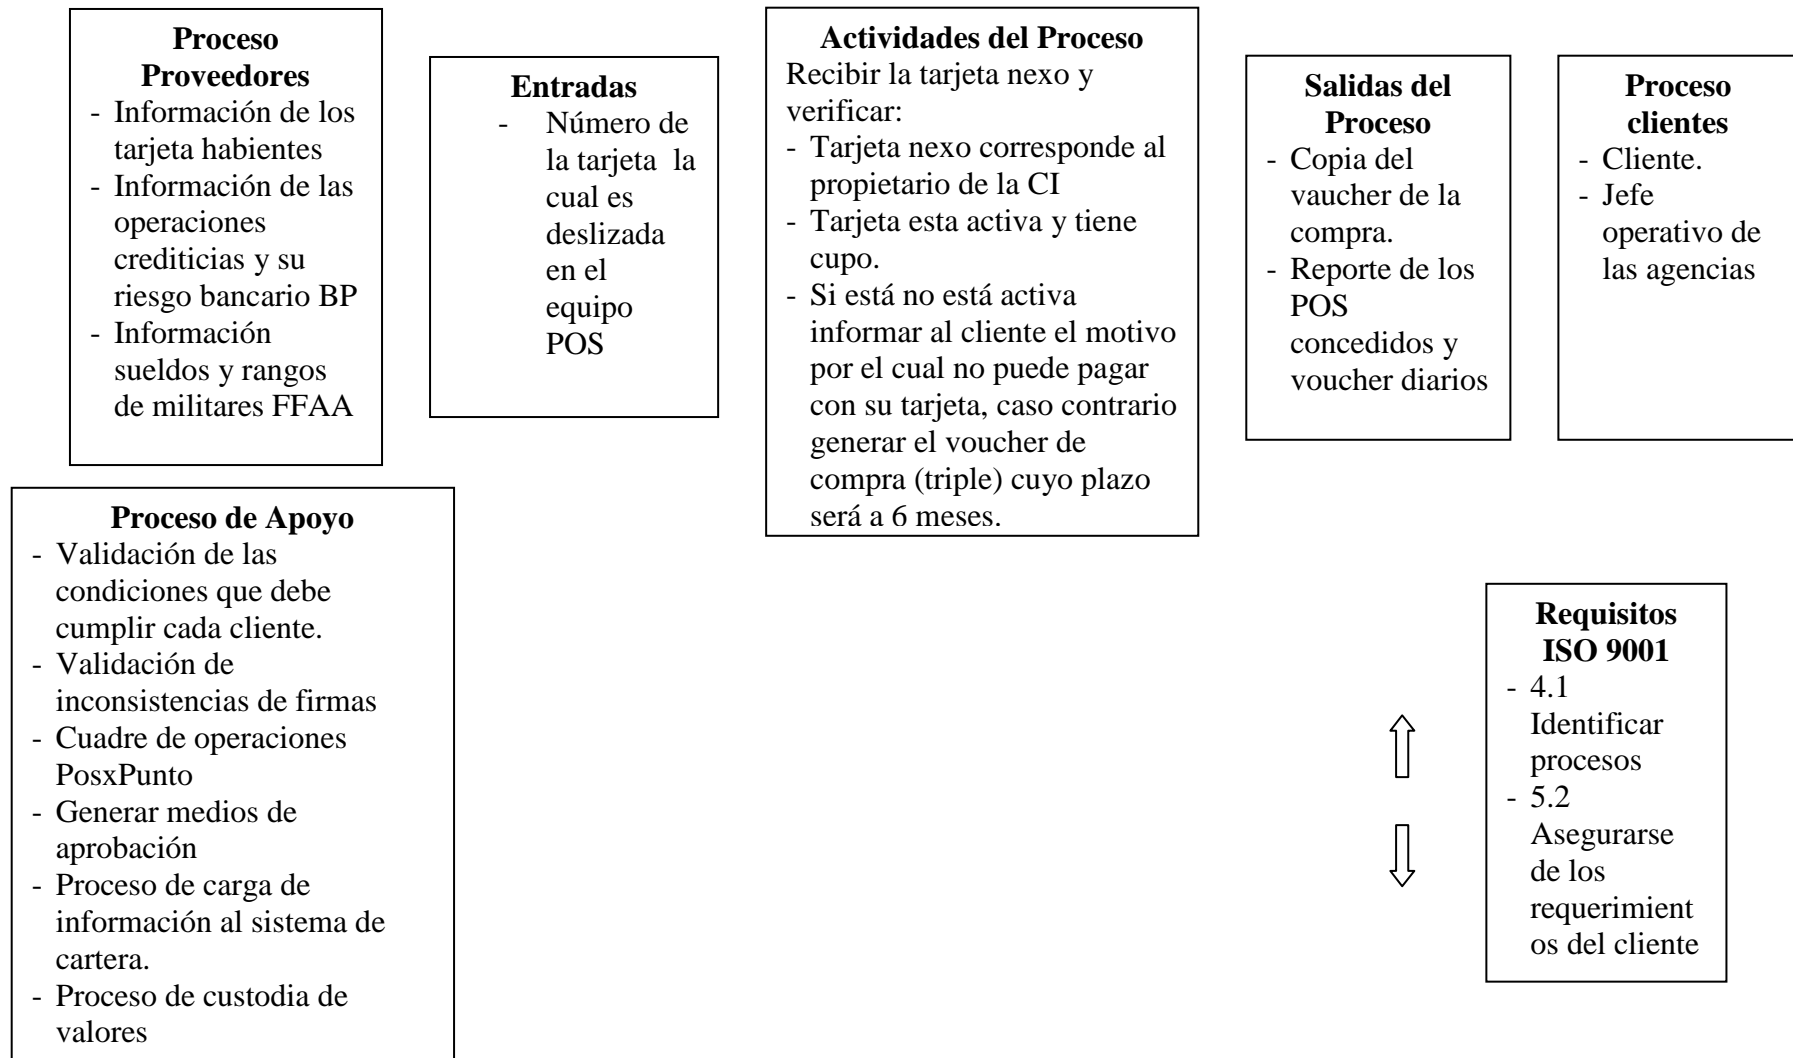 Proceso
Proveedores
- Información de los
tarjeta habientes
- Información de las
operaciones
crediticias y su
riesgo bancario BP
- Información
sueldos y rangos
de militares FFAA
Entradas
- Número de
la tarjeta la
cual es
deslizada
en el
equipo
POS
Actividades del Proceso
Recibir la tarjeta nexo y
verificar:
- Tarjeta nexo corresponde al
propietario de la CI
- Tarjeta esta activa y tiene
cupo.
- Si está no está activa
informar al cliente el motivo
por el cual no puede pagar
con su tarjeta, caso contrario
generar el voucher de
compra (triple) cuyo plazo
será a 6 meses.
Salidas del
Proceso
- Copia del
vaucher de la
compra.
- Reporte de los
POS
concedidos y
voucher diarios
Proceso
clientes
- Cliente.
- Jefe
operativo de
las agencias
Proceso de Apoyo
- Validación de las
condiciones que debe
cumplir cada cliente.
- Validación de
inconsistencias de firmas
- Cuadre de operaciones
PosxPunto
- Generar medios de
aprobación
- Proceso de carga de
información al sistema de
cartera.
- Proceso de custodia de
valores
Requisitos
ISO 9001
- 4.1
Identificar
procesos
- 5.2
Asegurarse
de los
requerimient
os del cliente